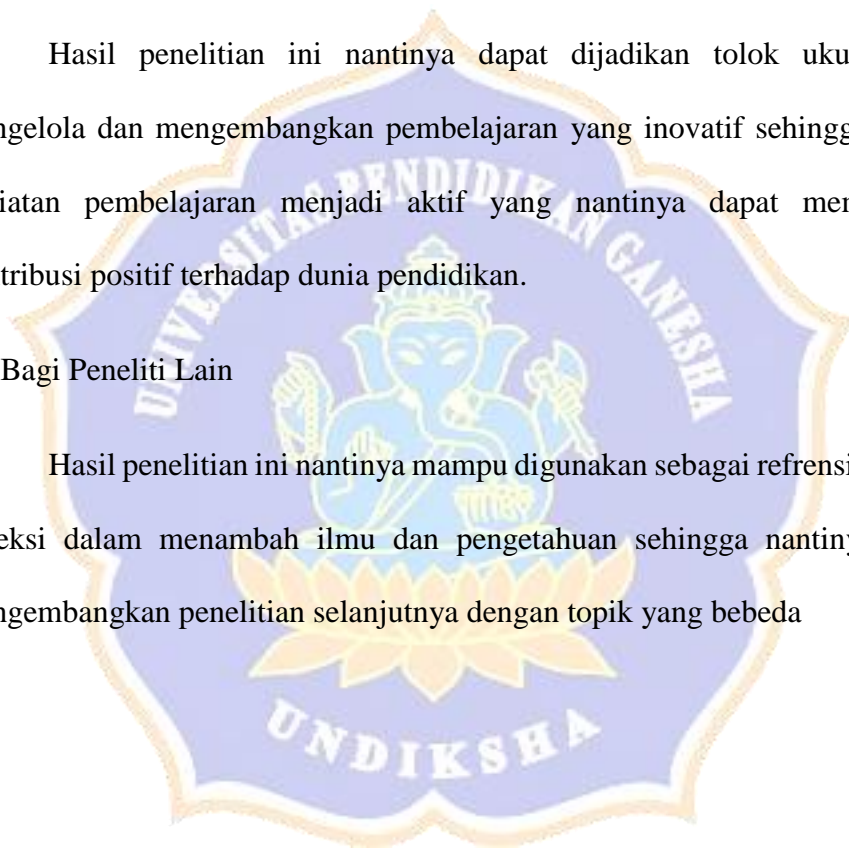 Hasil penelitian ini nantinya dapat dijadikan tolok uku
ngelola dan mengembangkan pembelajaran yang inovatif sehingg
iatan pembelajaran menjadi aktif yang nantinya dapat men
tribusi positif terhadap dunia pendidikan.
Bagi Peneliti Lain
Hasil penelitian ini nantinya mampu digunakan sebagai refrensi
eksi dalam menambah ilmu dan pengetahuan sehingga nantiny
ngembangkan penelitian selanjutnya dengan topik yang bebeda
UNIVERSITAS PENDIDIKAN GANESHA
UNDIKSHA